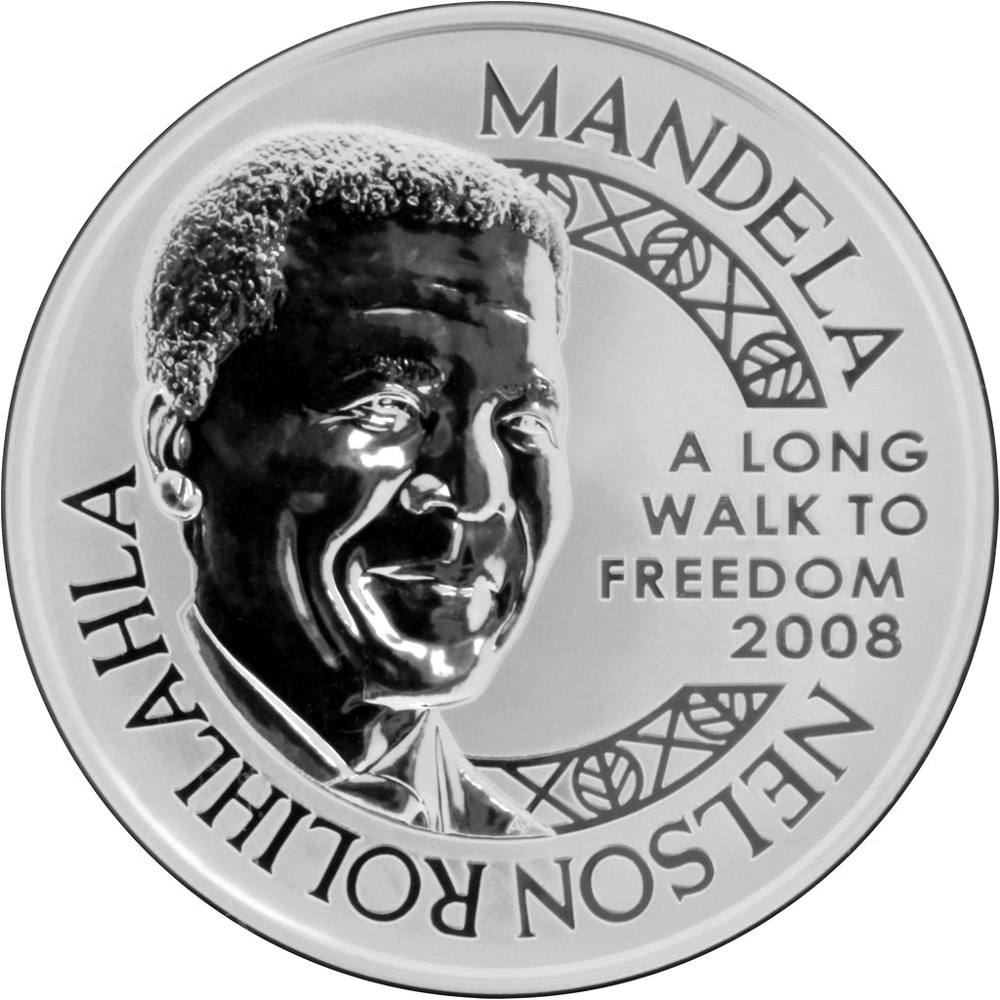 NELSON ROLIHLAHLA MANDELA
A LONG
WALK TO
FREEDOM
2008